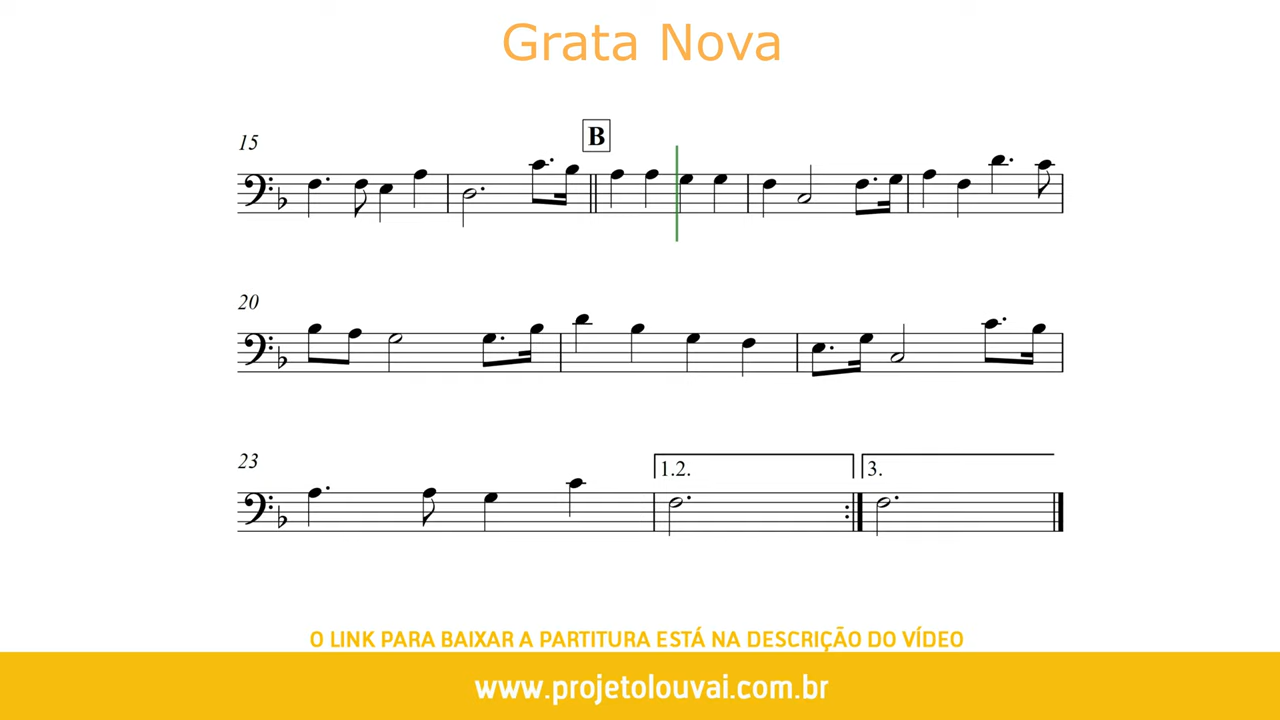 Grata Nova
15
B
20
23
1.2.
3.
O LINK PARA BAIXAR A PARTITURA ESTÁ NA DESCRIÇÃO DO VÍDEO
www.projetolouvai.com.br